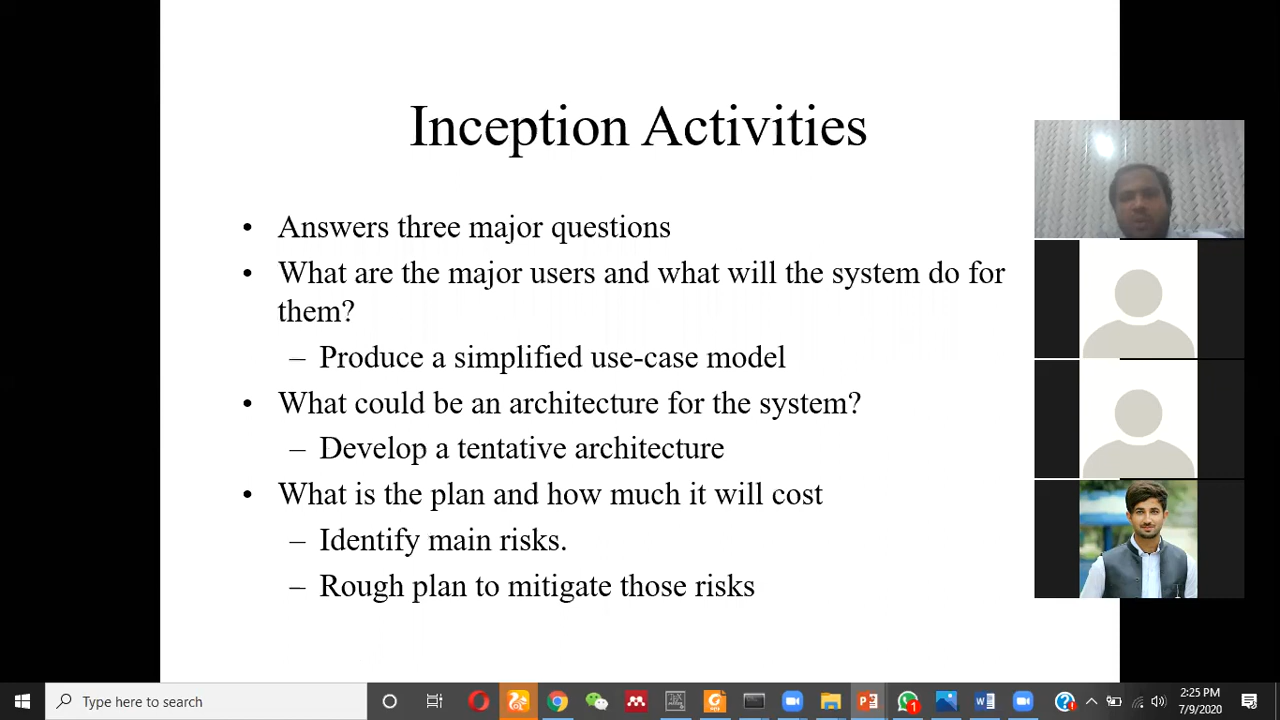 Inception Activities
• Answers three major questions
• What are the major users and what will the system do for
them?
– Produce a simplified use-case model
• What could be an architecture for the system?
– Develop a tentative architecture
• What is the plan and how much it will cost
– Identify main risks.
– Rough plan to mitigate those risks
Type here to search
2:25 PM
7/9/2020